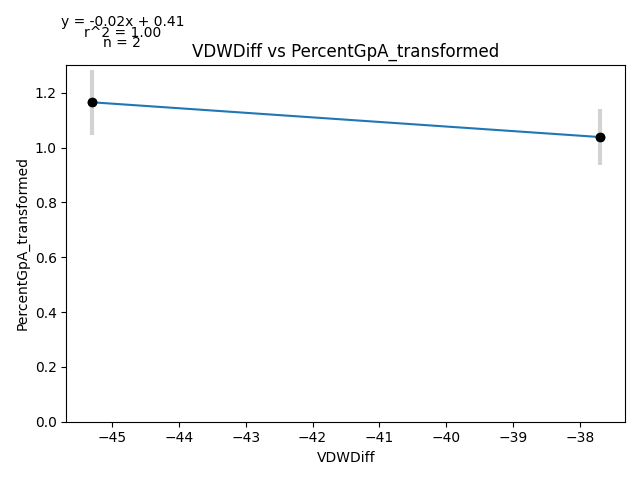 y = -0.02x + 0.41
r^2 = 1.00
n = 2
VDWDiff vs PercentGpA_transformed
PercentGpA_transformed
1.2
1.0
0.8
0.6
0.4
0.2
0.0
−45
−44
−43
−42
−41
−40
−39
−38
VDWDiff